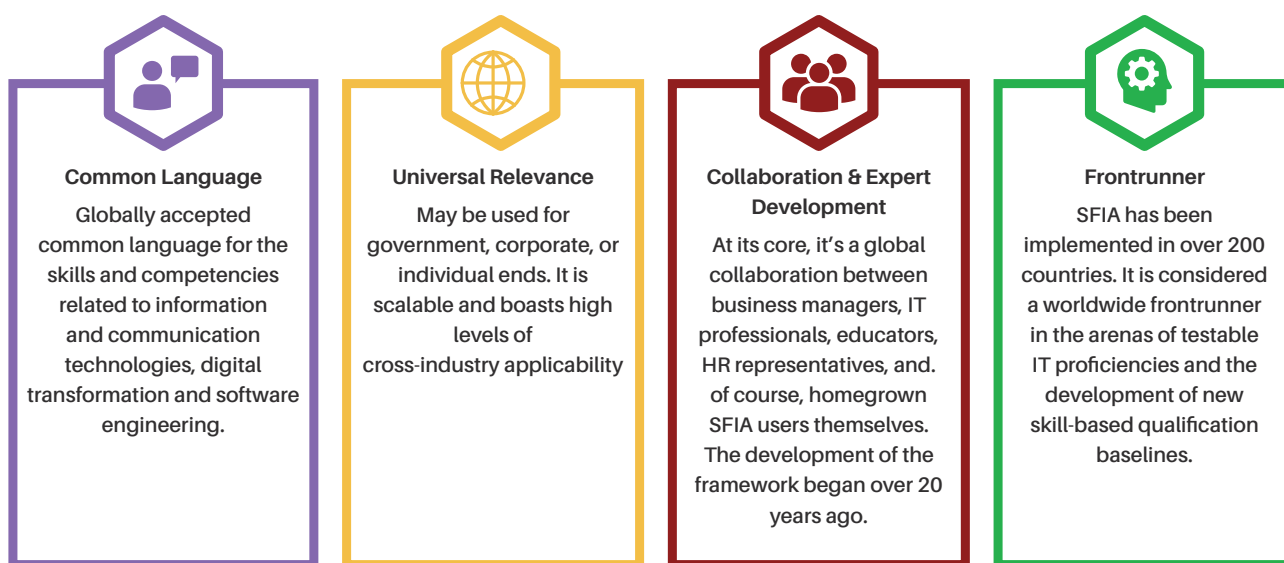 Common Language
Globally accepted
common language for the
skills and competencies
related to information
and communication
technologies, digital
transformation and software
engineering.
Universal Relevance
May be used for
government, corporate, or
individual ends. It is
scalable and boasts high
levels of
cross-industry applicability
Collaboration & Expert
Development
At its core, it’s a global
collaboration between
business managers, IT
professionals, educators,
HR representatives, and.
of course, homegrown
SFIA users themselves.
The development of the
framework began over 20
years ago.
Frontrunner
SFIA has been
implemented in over 200
countries. It is considered
a worldwide frontrunner
in the arenas of testable
IT proficiencies and the
development of new
skill-based qualification
baselines.